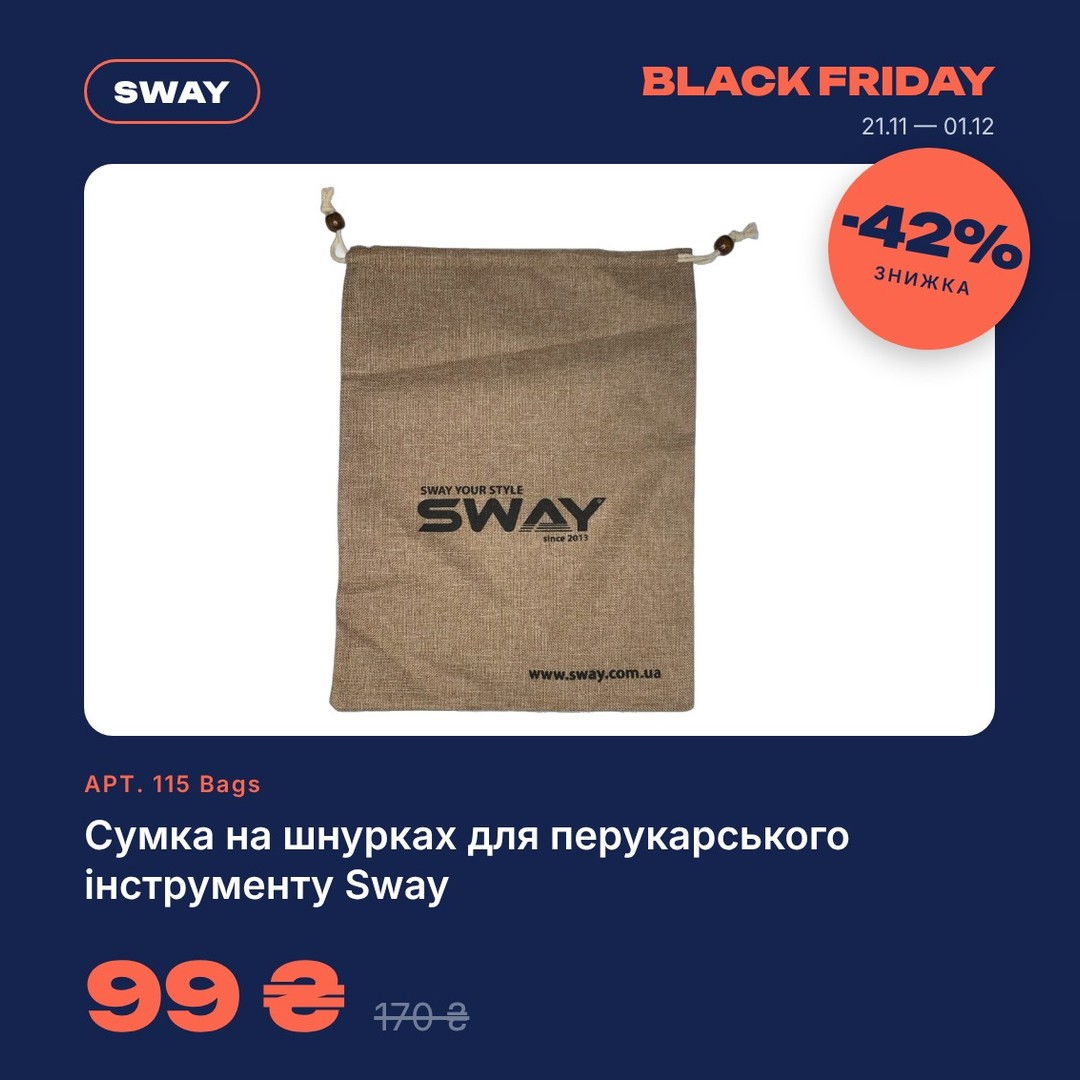 SWAY
BLACK FRIDAY
21.11 — 01.12
-42%
ЗНИЖКА
SWAY YOUR STYLE
SWAY
since 2013
www.sway.com.ua
АРТ. 115 Bags
Сумка на шнурках для перукарського
інструменту Sway
99 ₴ 170 ₴